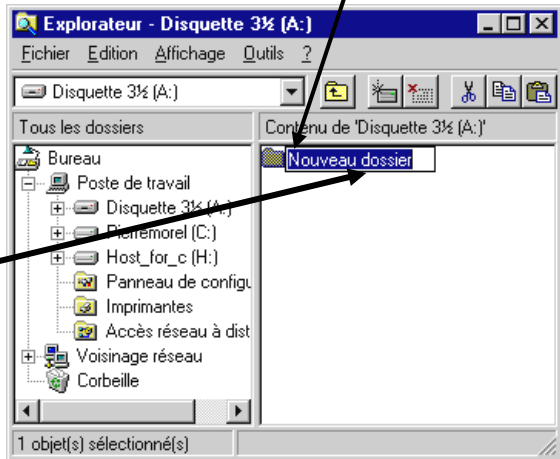 Explorateur - Disquette 3½ (A:)
Fichier Edition Affichage Outils ?
Disquette 3½ (A:)
Tous les dossiers
Contenu de 'Disquette 3½ (A:)'
Bureau
Nouveau dossier
Poste de travail
Disquette 3½ (A:)
Pierremorel (C:)
Host_for_c (H:)
Panneau de configu
Imprimantes
Accès réseau à dist
Voisinage réseau
Corbeille
1 objet(s) sélectionné(s)